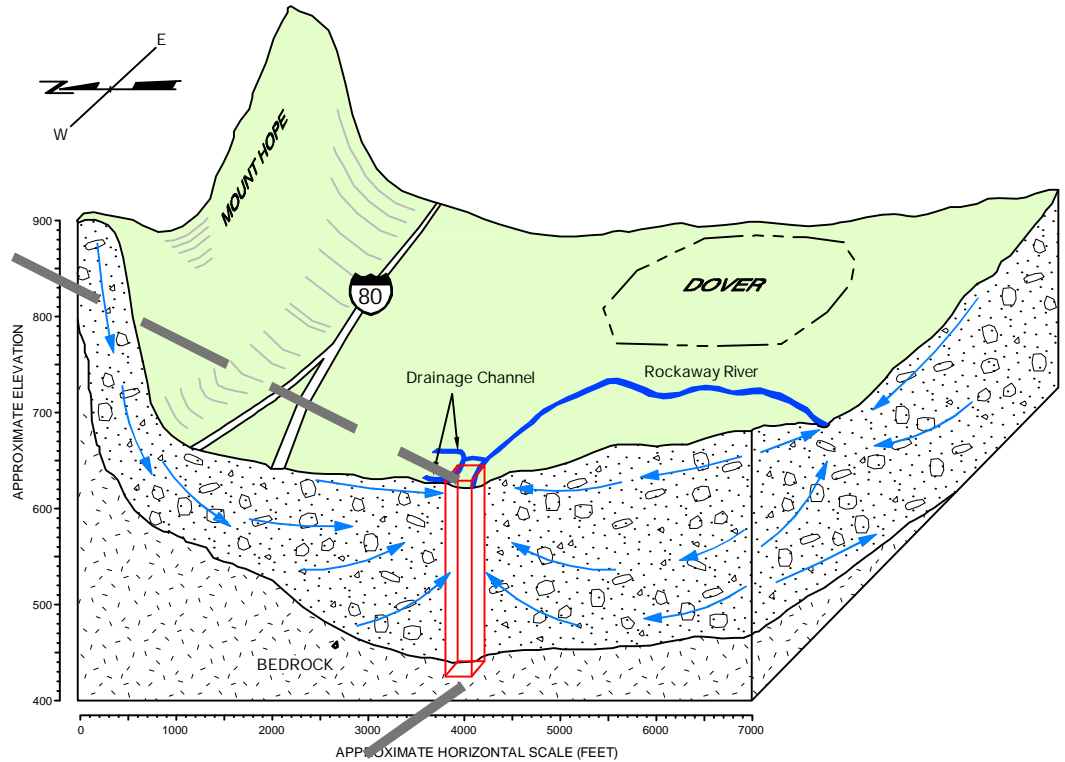 E
N
W
MOUNT HOPE
80
DOVER
Drainage Channel
Rockaway River
BEDROCK
APPROXIMATE ELEVATION
900
800
700
600
500
400
0 1000 2000 3000 4000 5000 6000 7000
APPROXIMATE HORIZONTAL SCALE (FEET)